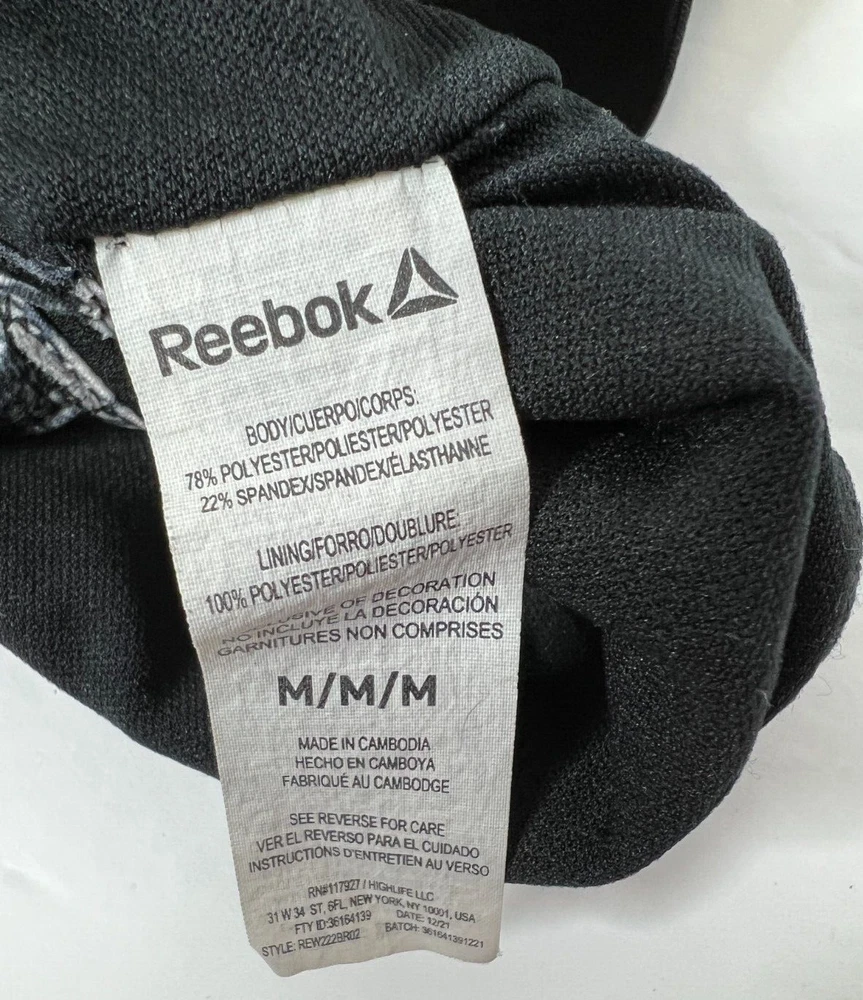 Reebok
BODY/CUERPO/CORPS:
78% POLYESTER/POLIESTER/POLYESTER
22% SPANDEX/SPANDEX/ÉLASTHANNE
LINING/FORRO/DOUBLURE:
100% POLYESTER/POLIESTER/POLYESTER
OF DECORATION
NO INCLUYE LA DECORACIÓN
GARNITURES NON COMPRISES
M/M/M
MADE IN CAMBODIA
HECHO EN CAMBOYA
FABRIQUÉ AU CAMBODGE
SEE REVERSE FOR CARE
VER EL REVERSO PARA EL CUIDADO
INSTRUCTIONS D'ENTRETIEN AU VERSO
RN#117927 / HIGHLIFE LLC
31 W 34 ST, 6FL, NEW YORK, NY 10001, USA
FTY ID:36164139 DATE: 12/21
STYLE: REW222BR02 BATCH: 361641391221